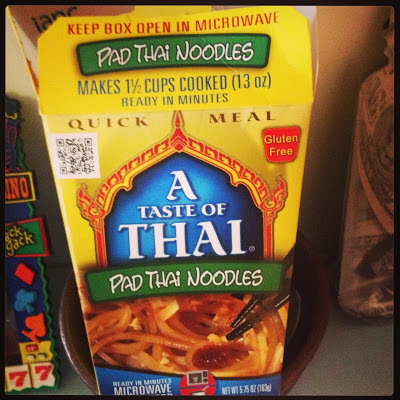 KEEP BOX OPEN IN MICROWAVE
PAD THAI NOODLES
MAKES 1½ CUPS COOKED (13 oz)
READY IN MINUTES
QUICK MEAL
Gluten
Free
A
TASTE OF
THAI®
PAD THAI NOODLES
READY IN MINUTES
MICROWAVE
NET WT 5.75 OZ (163g)
77